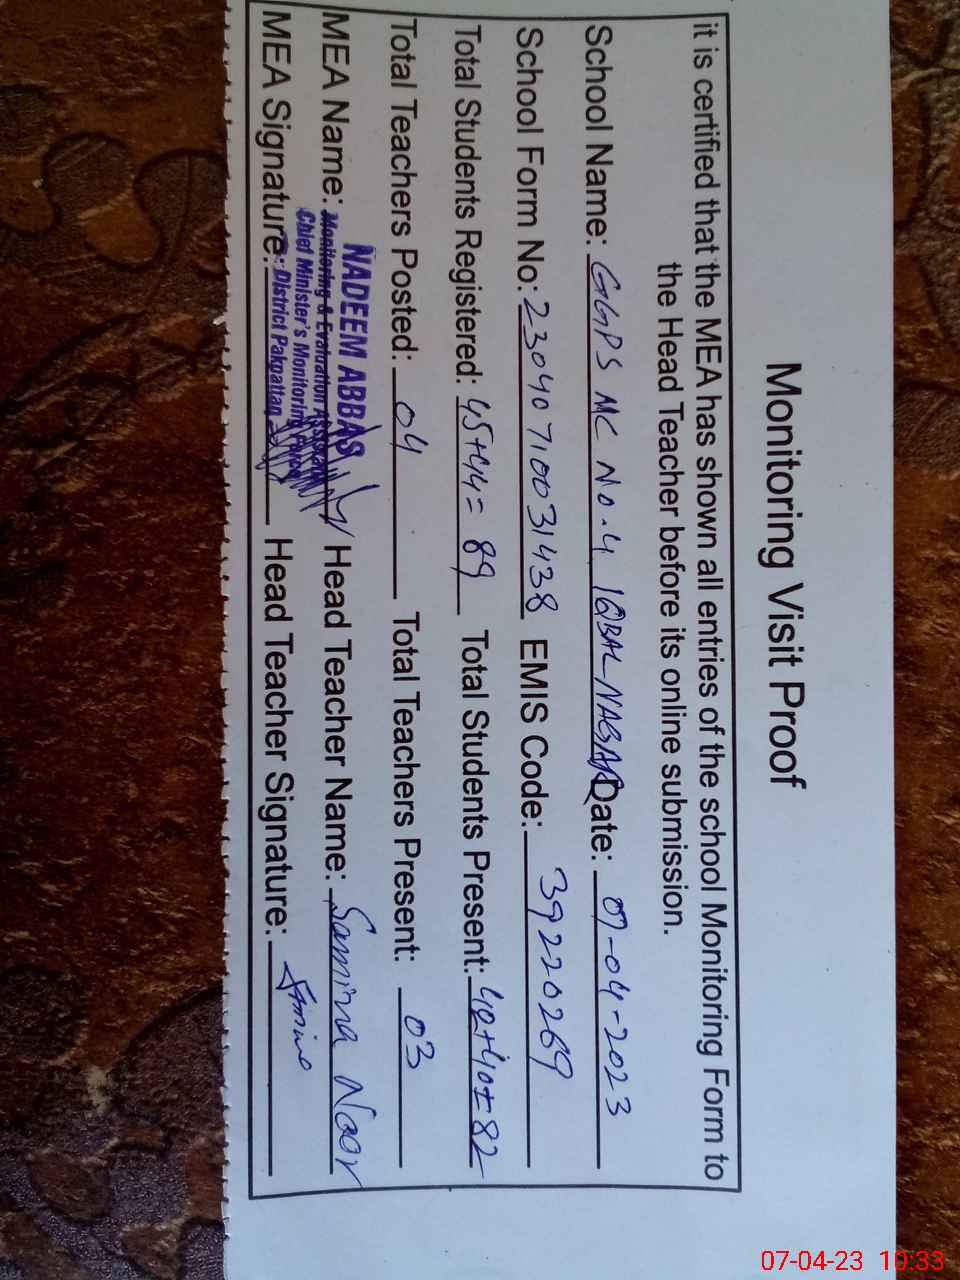 Monitoring Visit Proof
it is certified that the MEA has shown all entries of the school Monitoring Form to
the Head Teacher before its online submission.
School Name: GGPS MC No.4 IQBAL NAGAR Date: 07-04-2023
School Form No: 23040710031438 EMIS Code: 39220269
Total Students Registered: 45+44= 89 Total Students Present: 42+40= 82
Total Teachers Posted: 04 Total Teachers Present: 03
MEA Name: NADEEM ABBAS Head Teacher Name: Samina Noor
Monitoring & Evaluation Assistant
Chief Minister's Monitoring Force
MEA Signature: District Pakpattan Head Teacher Signature: Samina
07-04-23 10:33